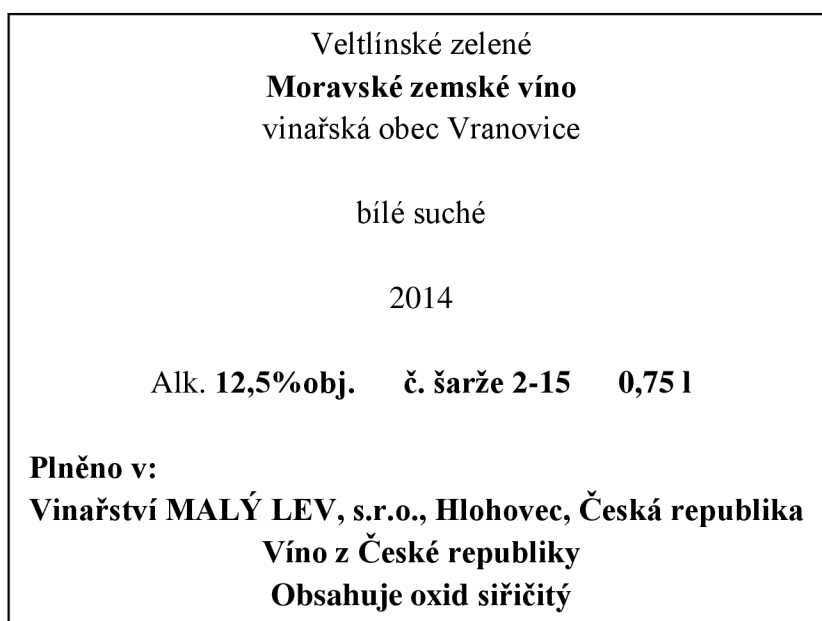 Veltlínské zelené
Moravské zemské víno
vinařská obec Vranovice
bílé suché
2014
Alk. 12,5%obj. č. šarže 2-15 0,75 l
Plněno v:
Vinařství MALÝ LEV, s.r.o., Hlohovec, Česká republika
Víno z České republiky
Obsahuje oxid siřičitý